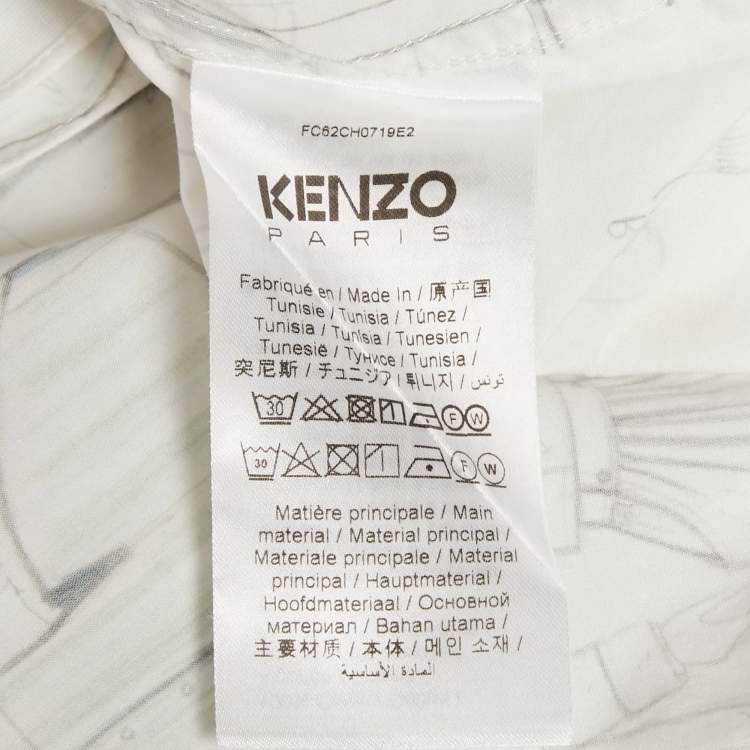 FC62CH0719E2
KENZO
PARIS
Fabriqué en / Made In / 原产国
Tunisie / Tunisia / Túnez /
Tunisia / Tunísia / Tunesien /
Tunesië / Тунисе / Tunisia /
突尼斯 / チュニジア / 튀니지 / تونس
30 F W
30 F W
Matière principale / Main
material / Material principal /
Materiale principale / Material
principal / Hauptmaterial /
Hoofdmateriaal / Основной
материал / Bahan utama /
主要材质 / 本体 / 메인 소재 /
المادة الأساسية /